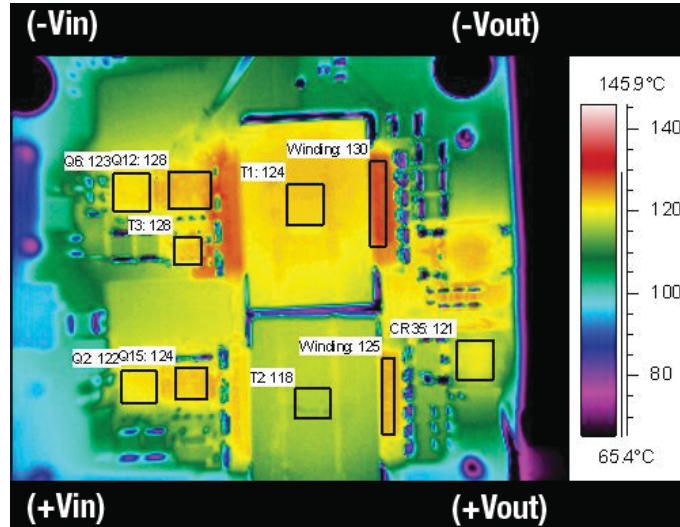 (-Vin)
(-Vout)
145.9°C
140
120
100
80
65.4°C
Winding: 130
Q6: 123
Q12: 128
T1: 124
T3: 128
CR35: 121
Winding: 125
Q2: 122
Q15: 124
T2: 118
(+Vin)
(+Vout)